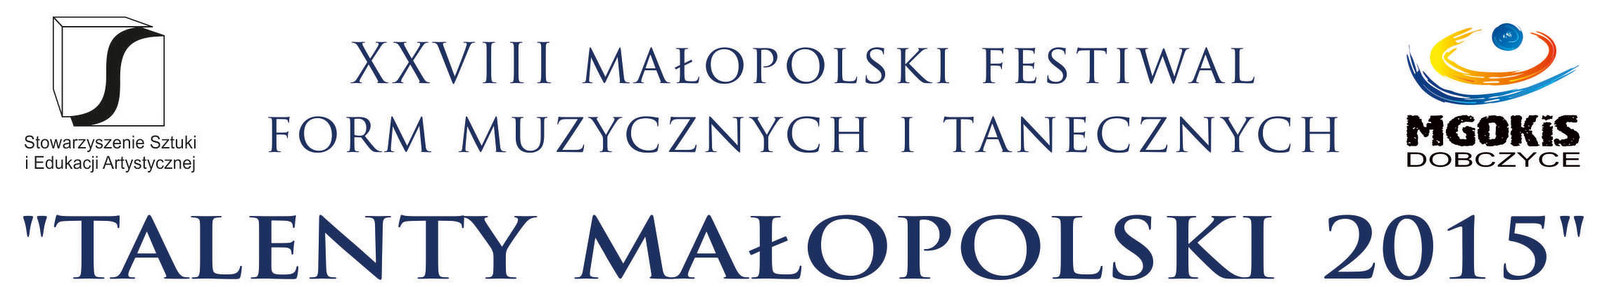 Stowarzyszenie Sztuki
i Edukacji Artystycznej
XXVIII MAŁOPOLSKI FESTIWAL
FORM MUZYCZNYCH I TANECZNYCH
MGOKiS
DOBCZYCE
"TALENTY MAŁOPOLSKI 2015"